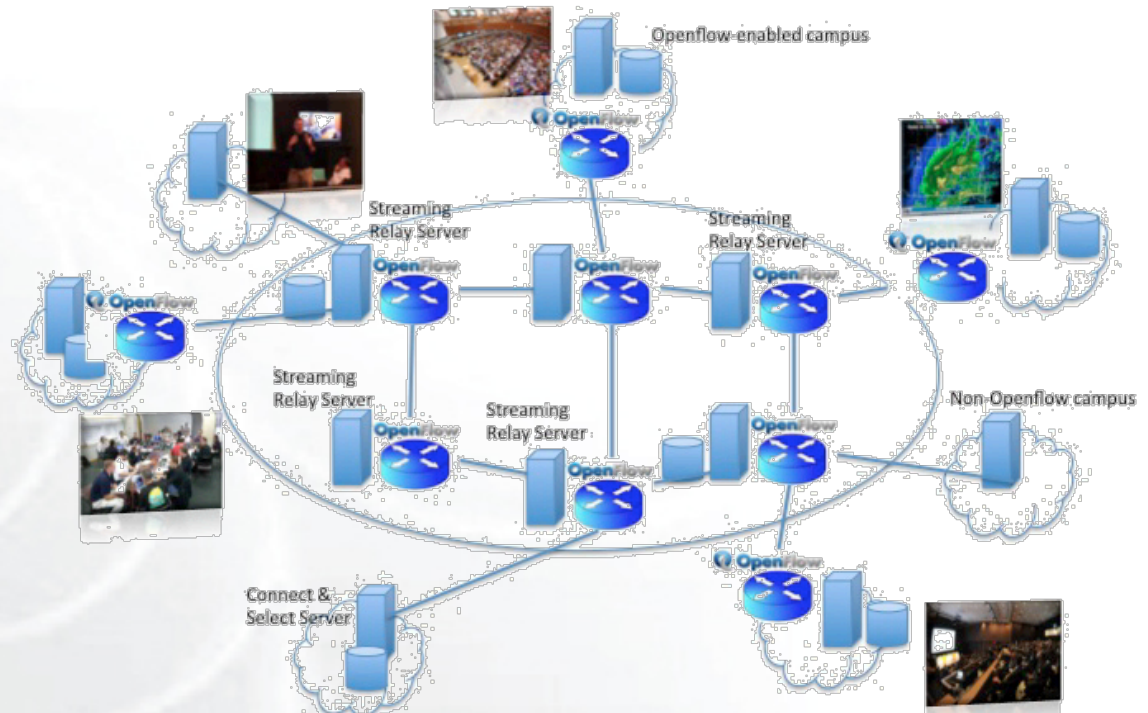 Openflow-enabled campus
OpenFlow
Streaming
Relay Server
Streaming
Relay Server
OpenFlow
OpenFlow
OpenFlow
OpenFlow
OpenFlow
Streaming
Relay Server
Streaming
Relay Server
Non-Openflow campus
OpenFlow
OpenFlow
OpenFlow
OpenFlow
Connect &
Select Server